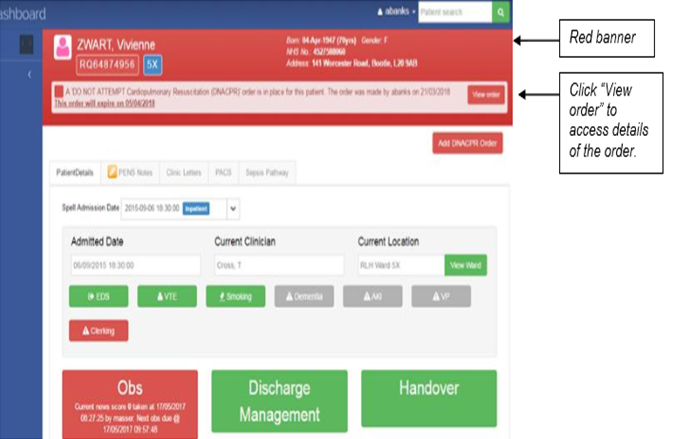 ashboard
abanks
Patient search
ZWART, Vivienne
RQ64874956 5X
Born: 04-Apr-1947 (70yrs) Gender: F
NHS No: 4527588068
Address: 141 Worcester Road, Bootle, L20 9AB
A 'DO NOT ATTEMPT Cardiopulmonary Resuscitation (DNACPR) order is in place for this patient. The order was made by abanks on 21/03/2018
This order will expire on 05/04/2018
View order
Red banner
Click “View
order” to
access details
of the order.
Add DNACPR Order
PatientDetails PENS Notes Clinic Letters PACS Sepsis Pathway
Spell Admission Date 2015-09-06 18:30:00 Inpatient
Admitted Date Current Clinician Current Location
06/09/2015 18:30:00 Cross, T RLH Ward 5X View Ward
EDS VTE Smoking Dementia AKI VP
Clerking
Obs
Current news score 8 taken at 17/05/2017
08:27:25 by masser. Next obs due @
17/05/2017 09:57:48
Discharge
Management
Handover